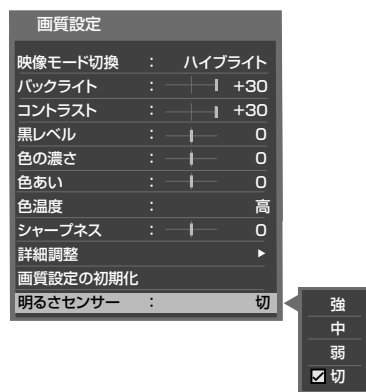 画質設定
映像モード切換 : ハイブライト
バックライト : +30
コントラスト : +30
黒レベル : 0
色の濃さ : 0
色あい : 0
色温度 : 高
シャープネス : 0
詳細調整
画質設定の初期化
明るさセンサー : 切
強
中
弱
切